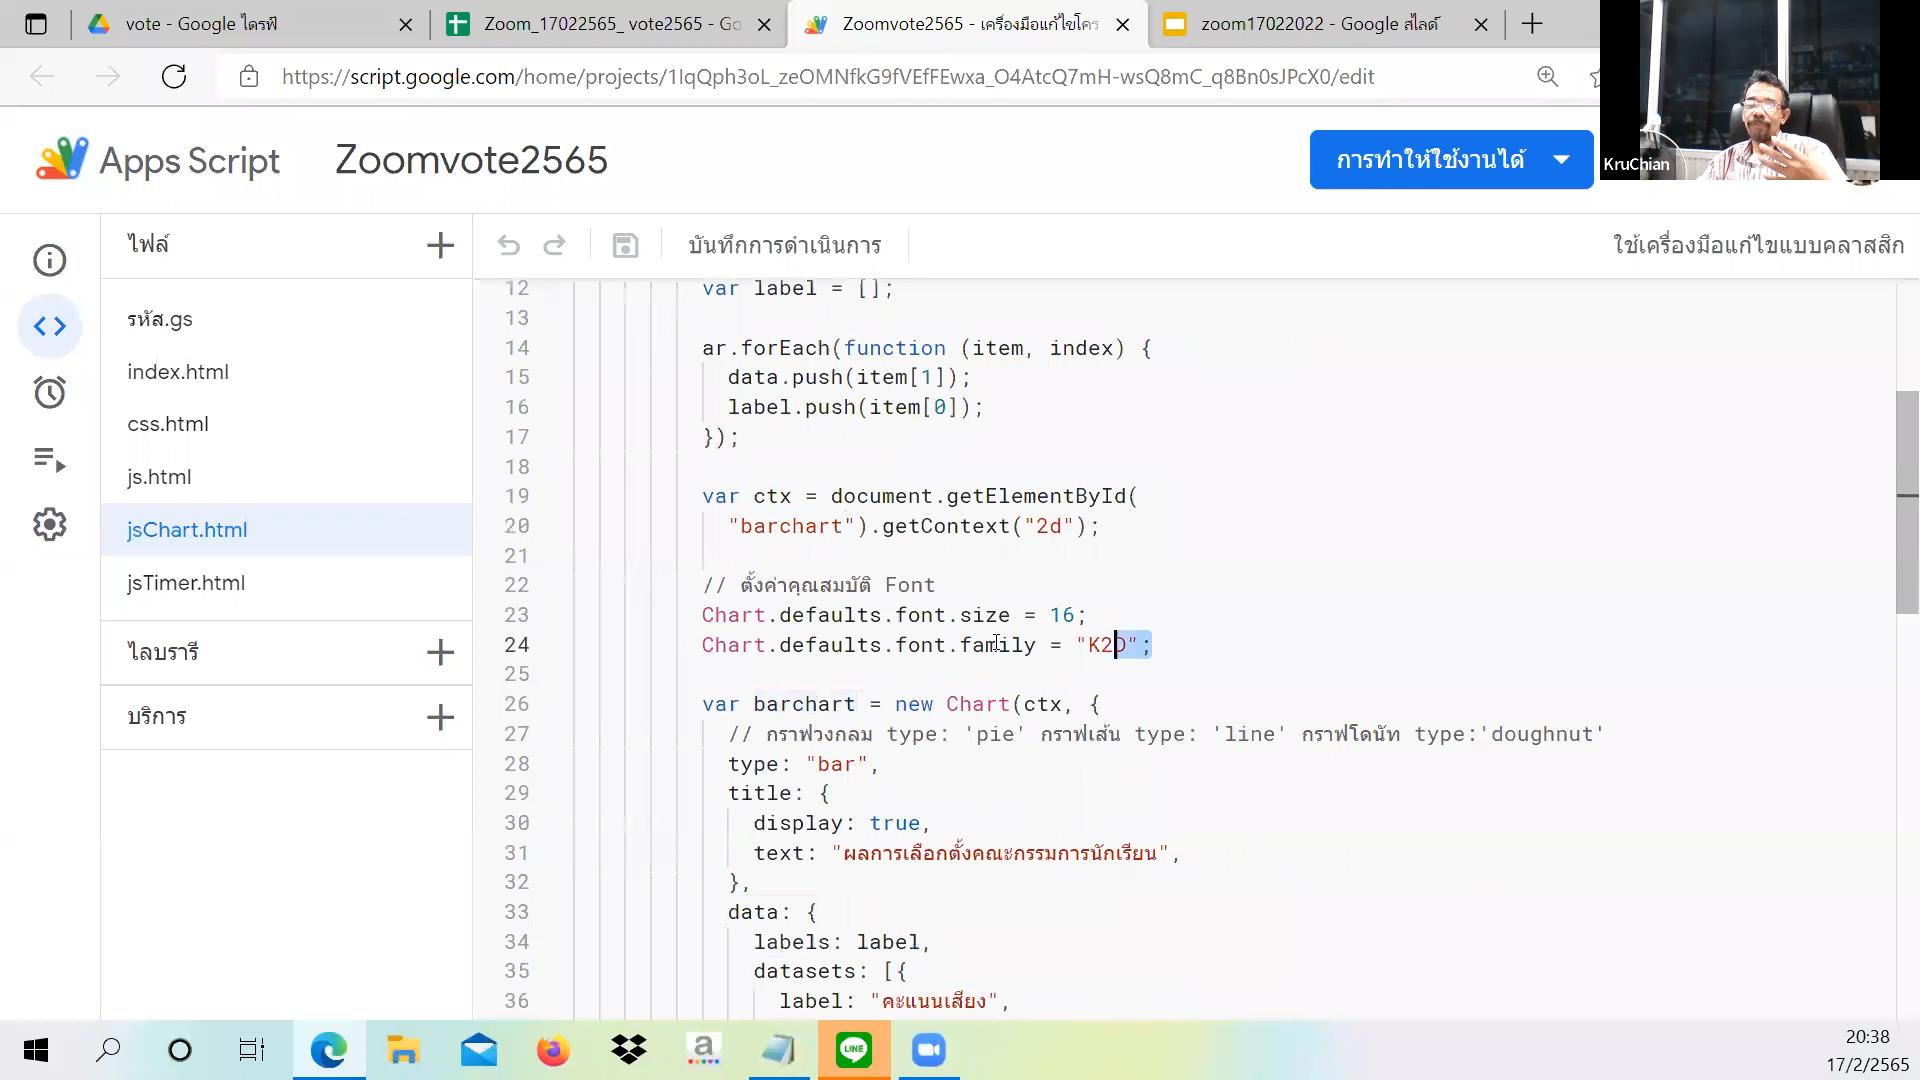 vote - Google ไดรฟ์
Zoom_17022565_ vote2565 - Go
Zoomvote2565 - เครื่องมือแก้ไขโคร
zoom17022022 - Google สไลด์
https://script.google.com/home/projects/1IqQph3oL_zeOMNfkG9fVEfFEwxa_O4AtcQ7mH-wsQ8mC_q8Bn0sJPcX0/edit
Apps Script
Zoomvote2565
การทำให้ใช้งานได้
KruChian
ไฟล์
บันทึกการดำเนินการ
ใช้เครื่องมือแก้ไขแบบคลาสสิก
รหัส.gs
index.html
css.html
js.html
jsChart.html
jsTimer.html
ไลบรารี
บริการ
12 var label = [];
13
14 ar.forEach(function (item, index) {
15 data.push(item[1]);
16 label.push(item[0]);
17 });
18
19 var ctx = document.getElementById(
20 "barchart").getContext("2d");
21
22 // ตั้งค่าคุณสมบัติ Font
23 Chart.defaults.font.size = 16;
24 Chart.defaults.font.family = "K2D";
25
26 var barchart = new Chart(ctx, {
27 // กราฟวงกลม type: 'pie' กราฟเส้น type: 'line' กราฟโดนัท type:'doughnut'
28 type: "bar",
29 title: {
30 display: true,
31 text: "ผลการเลือกตั้งคณะกรรมการนักเรียน",
32 },
33 data: {
34 labels: label,
35 datasets: [{
36 label: "คะแนนเสียง",
a
LINE
20:38
17/2/2565